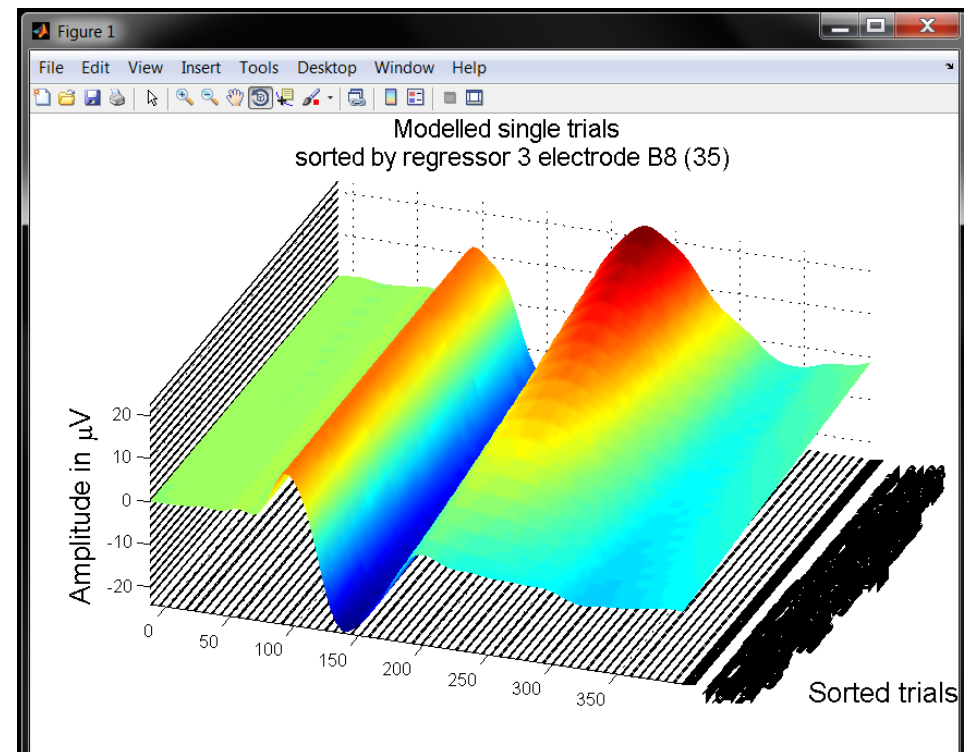 Figure 1
File Edit View Insert Tools Desktop Window Help
Modelled single trials
sorted by regressor 3 electrode B8 (35)
Amplitude in μV
20
10
0
-10
-20
0
50
100
150
200
250
300
350
Sorted trials